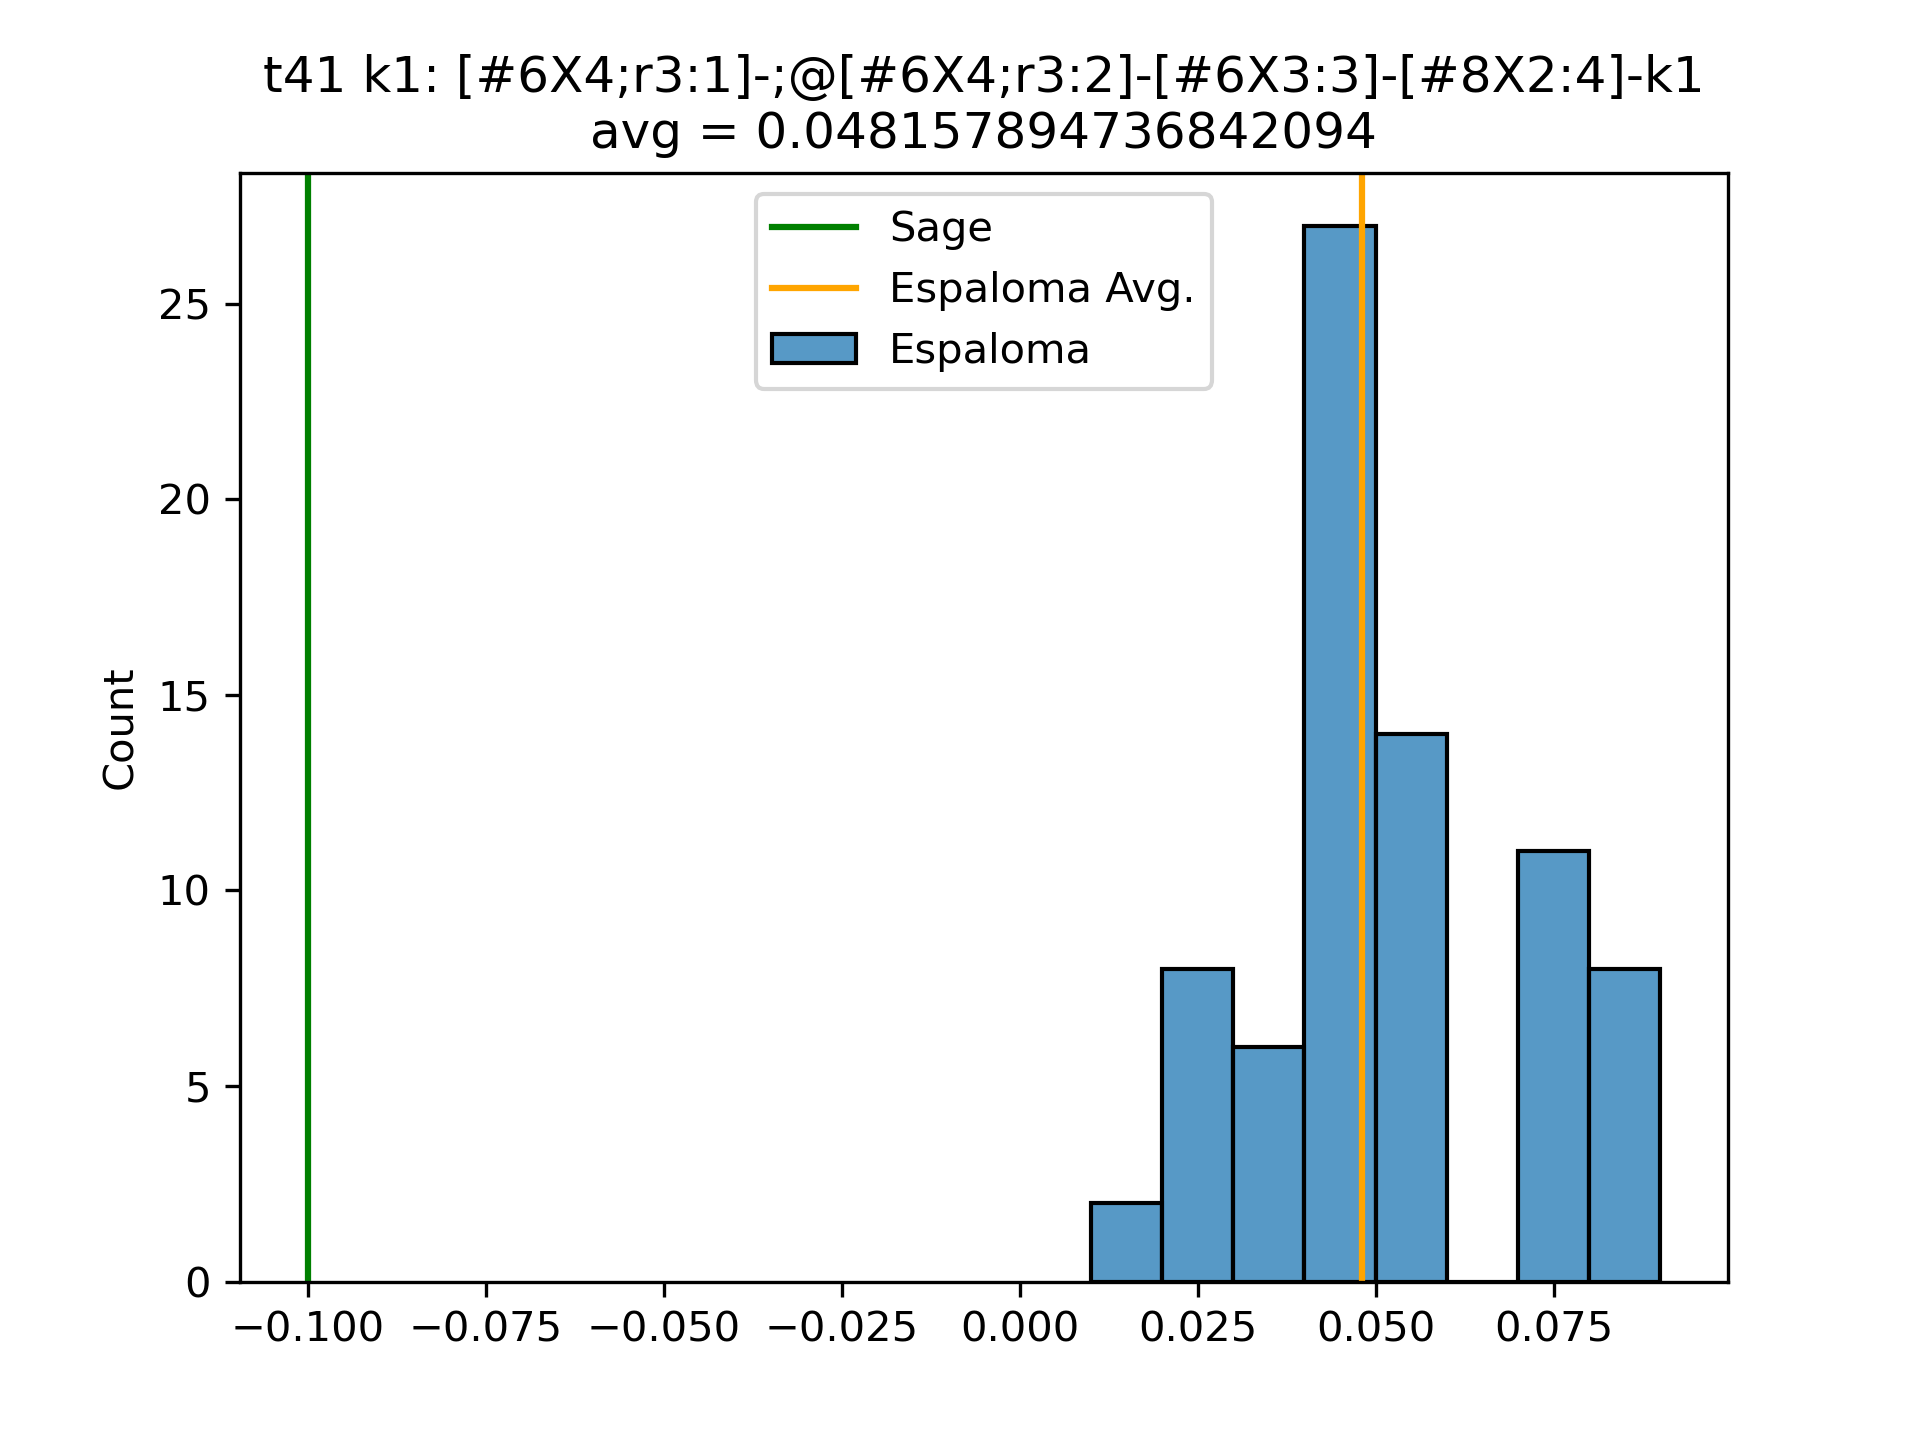 t41 k1: [#6X4;r3:1]-;@[#6X4;r3:2]-[#6X3:3]-[#8X2:4]-k1
avg = 0.048157894736842094
Sage
Espaloma Avg.
Espaloma
25
20
15
10
5
0
Count
−0.100 −0.075 −0.050 −0.025 0.000 0.025 0.050 0.075